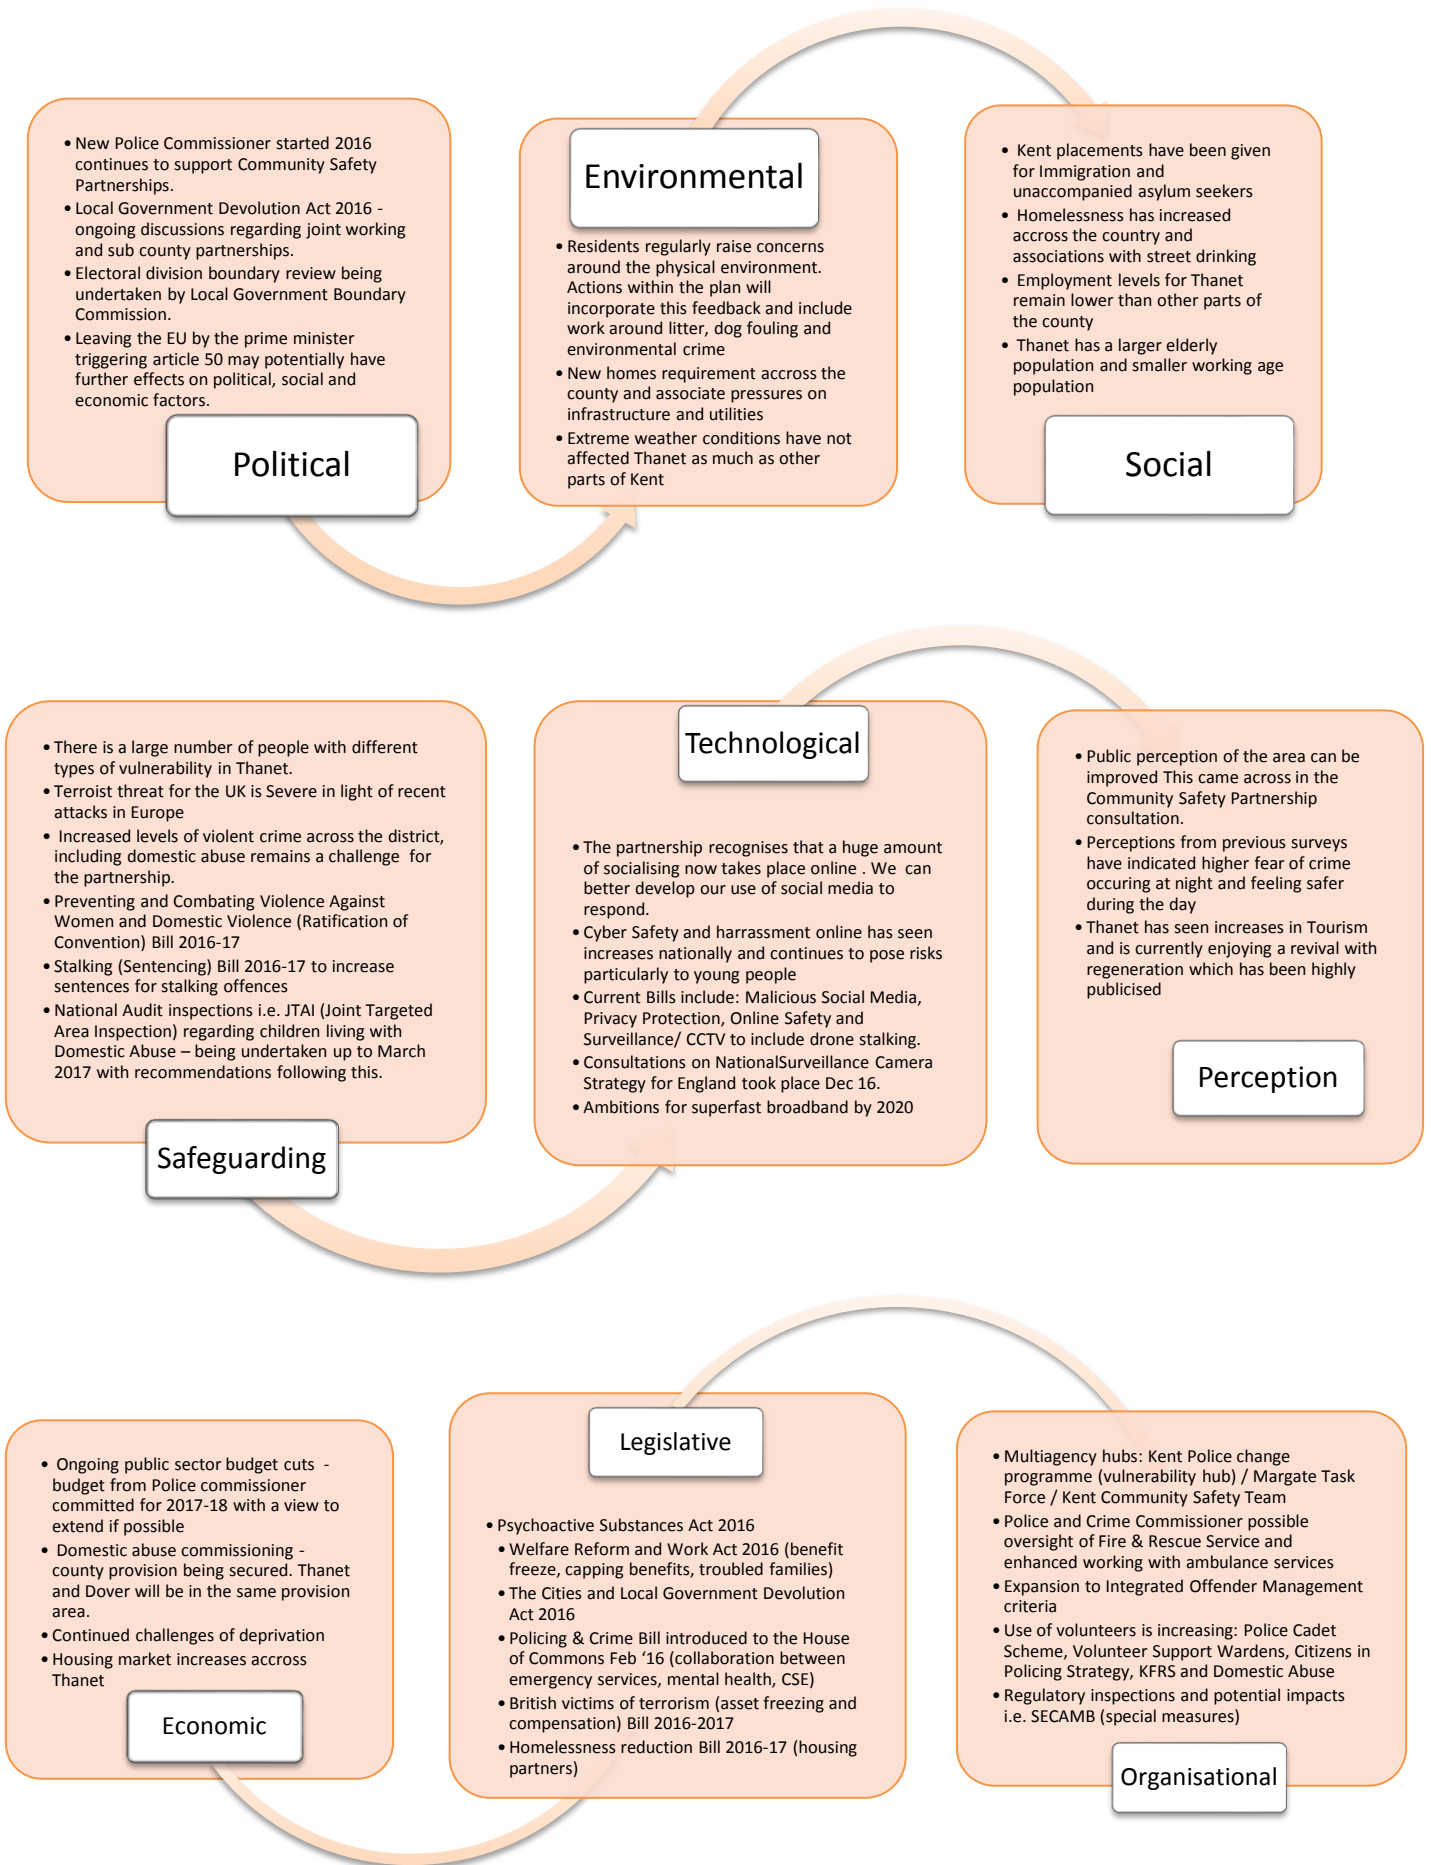 • New Police Commissioner started 2016
continues to support Community Safety
Partnerships.
• Local Government Devolution Act 2016 -
ongoing discussions regarding joint working
and sub county partnerships.
• Electoral division boundary review being
undertaken by Local Government Boundary
Commission.
• Leaving the EU by the prime minister
triggering article 50 may potentially have
further effects on political, social and
economic factors.
Political
Environmental
• Residents regularly raise concerns
around the physical environment.
Actions within the plan will
incorporate this feedback and include
work around litter, dog fouling and
environmental crime
• New homes requirement accross the
county and associate pressures on
infrastructure and utilities
• Extreme weather conditions have not
affected Thanet as much as other
parts of Kent
• Kent placements have been given
for Immigration and
unaccompanied asylum seekers
• Homelessness has increased
accross the country and
associations with street drinking
• Employment levels for Thanet
remain lower than other parts of
the county
• Thanet has a larger elderly
population and smaller working age
population
Social
• There is a large number of people with different
types of vulnerability in Thanet.
• Terroist threat for the UK is Severe in light of recent
attacks in Europe
• Increased levels of violent crime across the district,
including domestic abuse remains a challenge for
the partnership.
• Preventing and Combating Violence Against
Women and Domestic Violence (Ratification of
Convention) Bill 2016-17
• Stalking (Sentencing) Bill 2016-17 to increase
sentences for stalking offences
• National Audit inspections i.e. JTAI (Joint Targeted
Area Inspection) regarding children living with
Domestic Abuse – being undertaken up to March
2017 with recommendations following this.
Safeguarding
Technological
• The partnership recognises that a huge amount
of socialising now takes place online . We can
better develop our use of social media to
respond.
• Cyber Safety and harrassment online has seen
increases nationally and continues to pose risks
particularly to young people
• Current Bills include: Malicious Social Media,
Privacy Protection, Online Safety and
Surveillance/ CCTV to include drone stalking.
• Consultations on NationalSurveillance Camera
Strategy for England took place Dec 16.
• Ambitions for superfast broadband by 2020
• Public perception of the area can be
improved This came across in the
Community Safety Partnership
consultation.
• Perceptions from previous surveys
have indicated higher fear of crime
occuring at night and feeling safer
during the day
• Thanet has seen increases in Tourism
and is currently enjoying a revival with
regeneration which has been highly
publicised
Perception
• Ongoing public sector budget cuts -
budget from Police commissioner
committed for 2017-18 with a view to
extend if possible
• Domestic abuse commissioning -
county provision being secured. Thanet
and Dover will be in the same provision
area.
• Continued challenges of deprivation
• Housing market increases accross
Thanet
Economic
Legislative
• Psychoactive Substances Act 2016
• Welfare Reform and Work Act 2016 (benefit
freeze, capping benefits, troubled families)
• The Cities and Local Government Devolution
Act 2016
• Policing & Crime Bill introduced to the House
of Commons Feb ‘16 (collaboration between
emergency services, mental health, CSE)
• British victims of terrorism (asset freezing and
compensation) Bill 2016-2017
• Homelessness reduction Bill 2016-17 (housing
partners)
• Multiagency hubs: Kent Police change
programme (vulnerability hub) / Margate Task
Force / Kent Community Safety Team
• Police and Crime Commissioner possible
oversight of Fire & Rescue Service and
enhanced working with ambulance services
• Expansion to Integrated Offender Management
criteria
• Use of volunteers is increasing: Police Cadet
Scheme, Volunteer Support Wardens, Citizens in
Policing Strategy, KFRS and Domestic Abuse
• Regulatory inspections and potential impacts
i.e. SECAMB (special measures)
Organisational